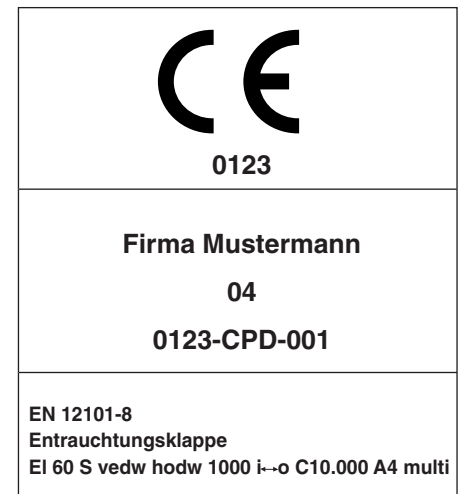 CE
0123
Firma Mustermann
04
0123-CPD-001
EN 12101-8
Entrauchtungsklappe
EI 60 S vedw hodw 1000 i↔o C10.000 A4 multi